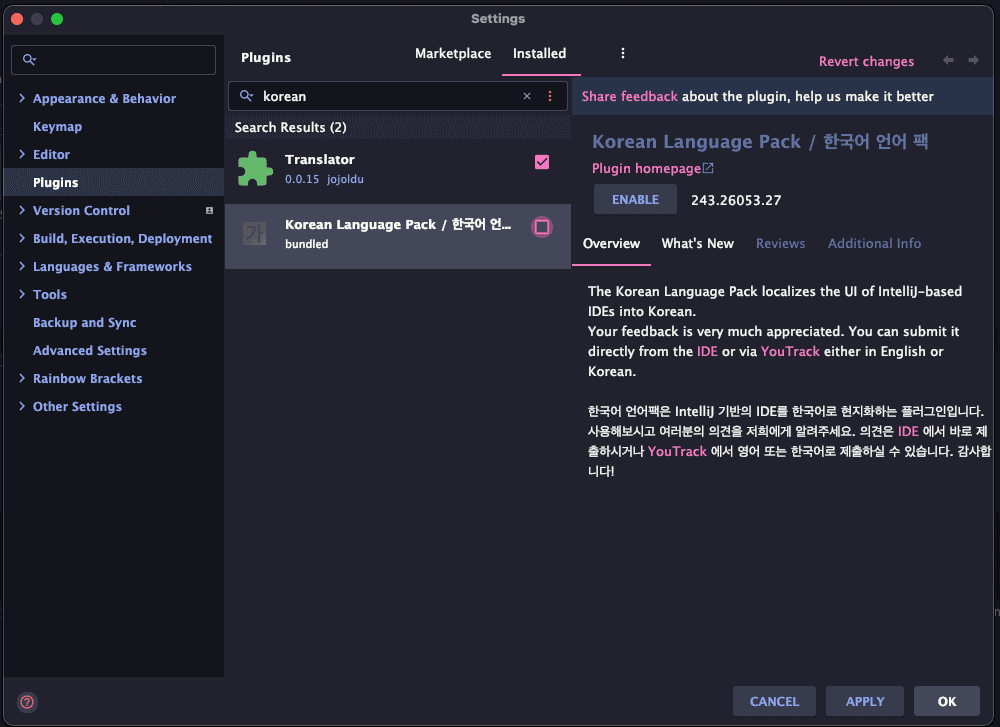 Settings
Plugins
Marketplace
Installed
Revert changes
Appearance & Behavior
Keymap
Editor
Plugins
Version Control
Build, Execution, Deployment
Languages & Frameworks
Tools
Backup and Sync
Advanced Settings
Rainbow Brackets
Other Settings
korean
Search Results (2)
Translator
0.0.15 jojoldu
Korean Language Pack / 한국어 언...
bundled
Share feedback about the plugin, help us make it better
Korean Language Pack / 한국어 언어 팩
Plugin homepage
ENABLE
243.26053.27
Overview
What's New
Reviews
Additional Info
The Korean Language Pack localizes the UI of IntelliJ-based
IDEs into Korean.
Your feedback is very much appreciated. You can submit it
directly from the IDE or via YouTrack either in English or
Korean.
한국어 언어팩은 IntelliJ 기반의 IDE를 한국어로 현지화하는 플러그인입니다.
사용해보시고 여러분의 의견을 저희에게 알려주세요. 의견은 IDE 에서 바로 제
출하시거나 YouTrack 에서 영어 또는 한국어로 제출하실 수 있습니다. 감사합
니다!
가
CANCEL
APPLY
OK